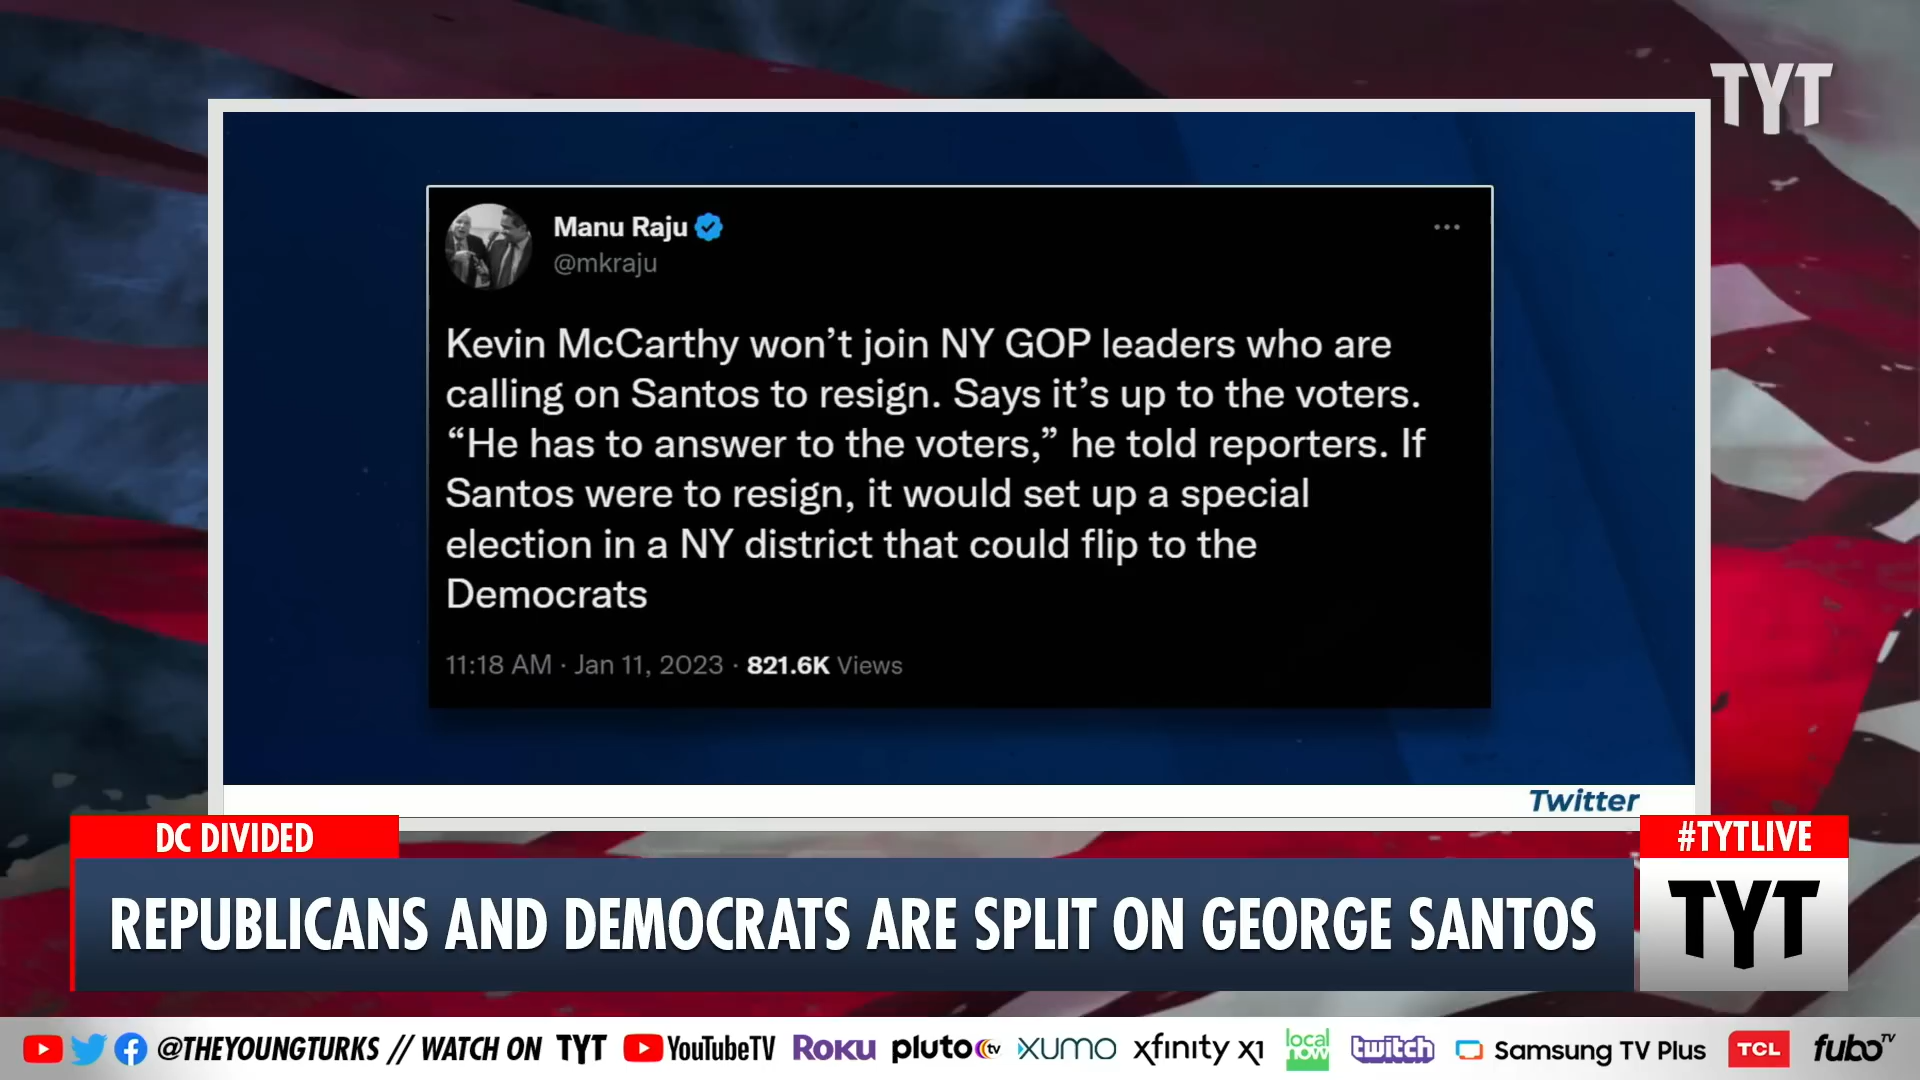 TYT
Manu Raju
@mkraju
Kevin McCarthy won’t join NY GOP leaders who are
calling on Santos to resign. Says it’s up to the voters.
“He has to answer to the voters,” he told reporters. If
Santos were to resign, it would set up a special
election in a NY district that could flip to the
Democrats
11:18 AM · Jan 11, 2023 · 821.6K Views
Twitter
DC DIVIDED
#TYTLIVE
REPUBLICANS AND DEMOCRATS ARE SPLIT ON GEORGE SANTOS
TYT
@THEYOUNGTURKS // WATCH ON TYT YouTubeTV ROKU pluto tv XUMO xfinity x1 local now twitch Samsung TV Plus TCL fubo TV